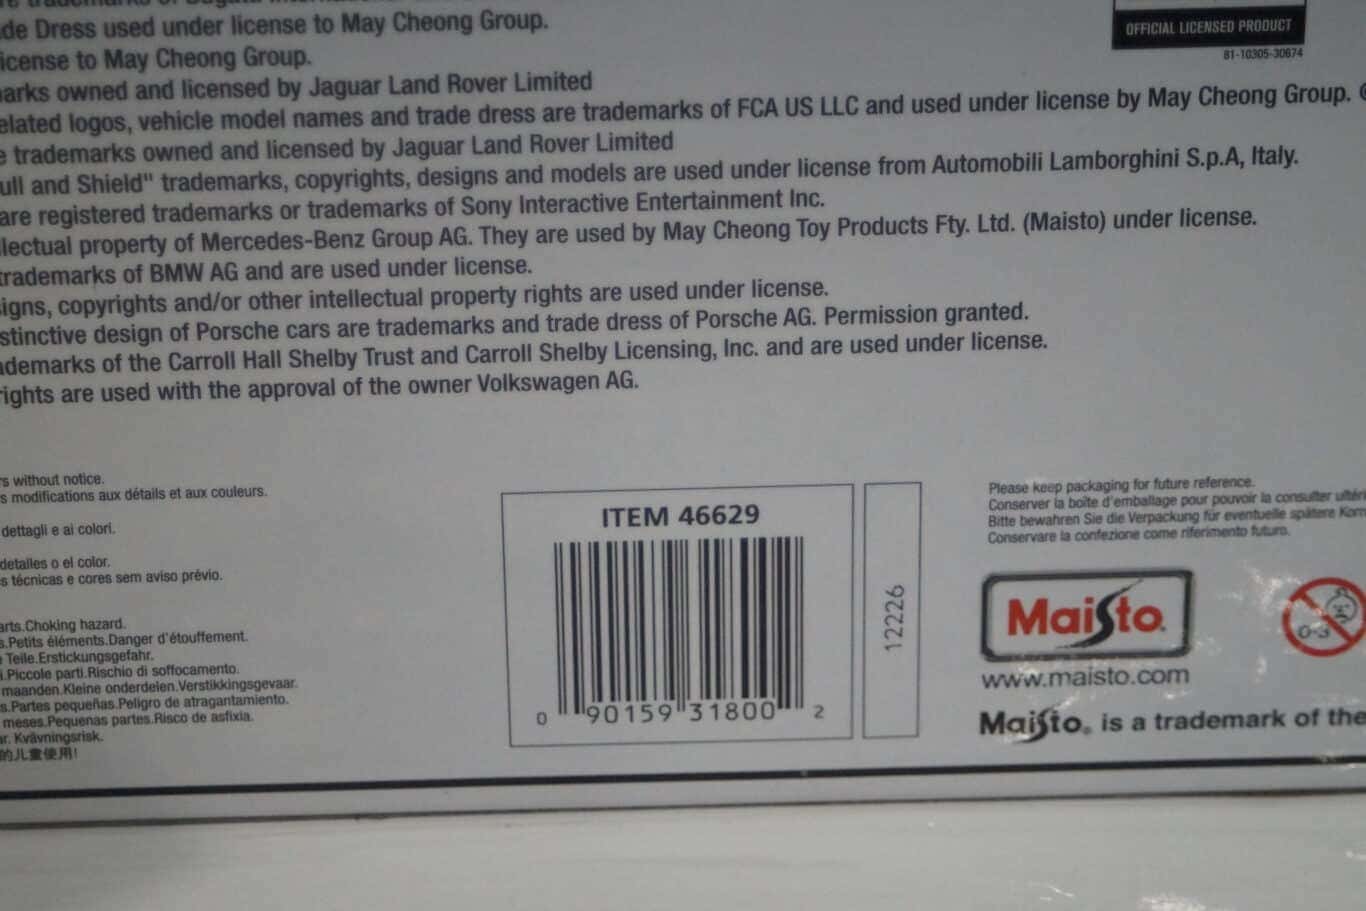 de Dress used under license to May Cheong Group.
icense to May Cheong Group.
arks owned and licensed by Jaguar Land Rover Limited
elated logos, vehicle model names and trade dress are trademarks of FCA US LLC and used under license by May Cheong Group. ©
e trademarks owned and licensed by Jaguar Land Rover Limited
ull and Shield" trademarks, copyrights, designs and models are used under license from Automobili Lamborghini S.p.A, Italy.
are registered trademarks or trademarks of Sony Interactive Entertainment Inc.
llectual property of Mercedes-Benz Group AG. They are used by May Cheong Toy Products Fty. Ltd. (Maisto) under license.
trademarks of BMW AG and are used under license.
igns, copyrights and/or other intellectual property rights are used under license.
stinctive design of Porsche cars are trademarks and trade dress of Porsche AG. Permission granted.
ademarks of the Carroll Hall Shelby Trust and Carroll Shelby Licensing, Inc. and are used under license.
rights are used with the approval of the owner Volkswagen AG.
OFFICIAL LICENSED PRODUCT
81-10305-30674
rs without notice.
s modifications aux détails et aux couleurs.
dettagli e ai colori.
detalles o el color.
s técnicas e cores sem aviso prévio.
arts.Choking hazard.
s.Petits éléments.Danger d'étouffement.
Teile.Erstickungsgefahr.
i.Piccole parti.Rischio di soffocamento.
maanden.Kleine onderdelen.Verstikkingsgevaar.
s.Partes pequeñas.Peligro de atragantamiento.
meses.Pequenas partes.Risco de asfixia.
ar. Kvävningsrisk.
的儿童使用!
ITEM 46629
0 90159 31800 2
12226
Please keep packaging for future reference.
Conserver la boîte d'emballage pour pouvoir la consulter ultéri
Bitte bewahren Sie die Verpackung für eventuelle spätere Korr
Conservare la confezione come riferimento futuro.
Maisto
www.maisto.com
0-3
Maisto® is a trademark of the